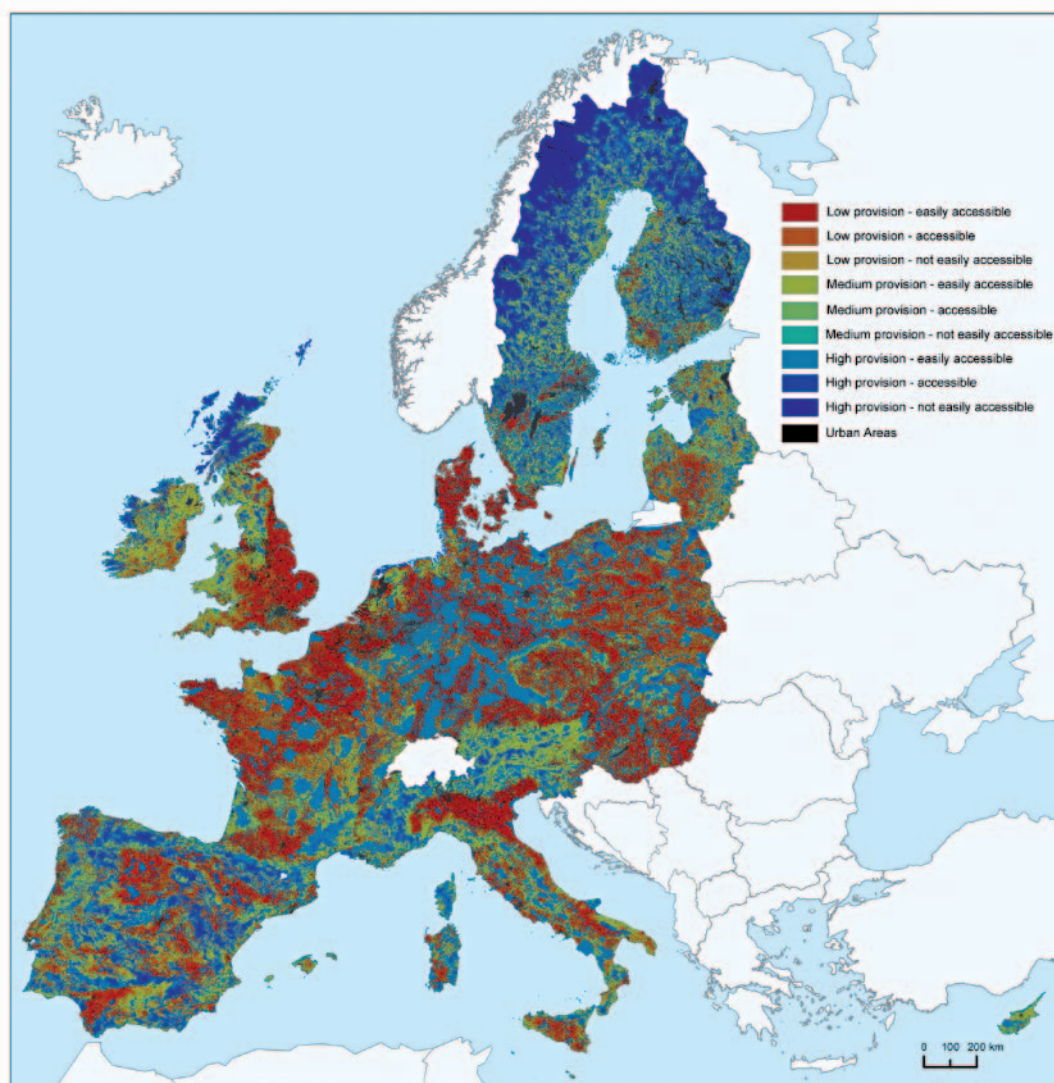 Low provision - easily accessible
Low provision - accessible
Low provision - not easily accessible
Medium provision - easily accessible
Medium provision - accessible
Medium provision - not easily accessible
High provision - easily accessible
High provision - accessible
High provision - not easily accessible
Urban Areas
0 100 200 km